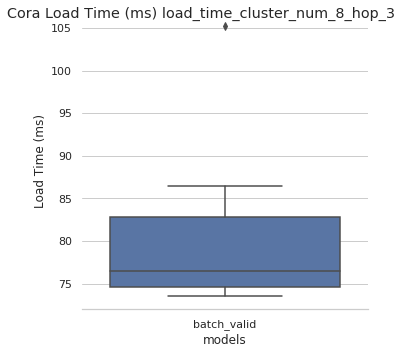 Cora Load Time (ms) load_time_cluster_num_8_hop_3
105
100
95
90
85
80
75
Load Time (ms)
batch_valid
models